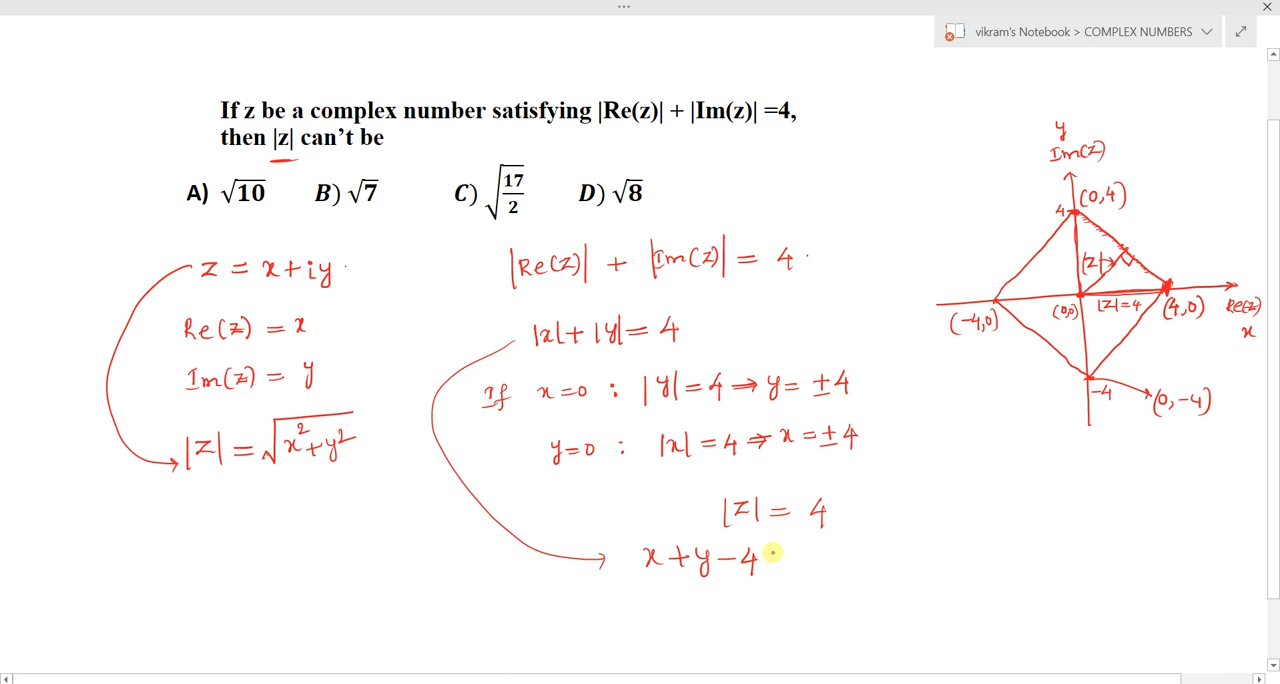 vikram's Notebook > COMPLEX NUMBERS
If z be a complex number satisfying |Re(z)| + |Im(z)| =4,
then |z| can't be
A) √10 B) √7 C) √(17/2) D) √8
z = x+iy
Re(z) = x
Im(z) = y
|z| = √(x²+y²)
|Re(z)| + |Im(z)| = 4
|x|+|y|= 4
If x=0 : |y|=4 ⇒ y= ±4
y=0 : |x|=4 ⇒ x=±4
|z| = 4
x+y-4
y
Im(z)
4
(0,4)
|z|
(-4,0)
(0,0)
|z|=4
(4,0)
Re(z)
x
-4
(0,-4)